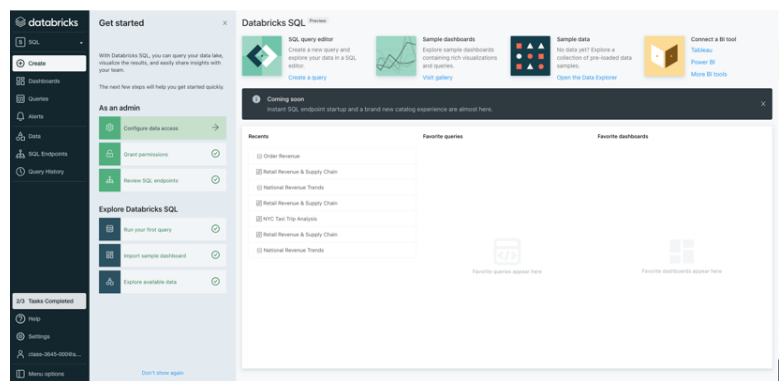 databricks
S SQL
Create
Dashboards
Queries
Alerts
Data
SQL Endpoints
Query History
2/3 Tasks Completed
Help
Settings
Menu options
Get started
With Databricks SQL, you can query your data lake,
visualize the results, and easily share insights with
your team.
The next few steps will help you get started quickly.
As an admin
Configure data access
Grant permissions
Review SQL endpoints
Explore Databricks SQL
Run your first query
Import sample dashboard
Explore available data
Don't show again
Databricks SQL Preview
SQL query editor
Create a new query and
explore your data in a SQL
editor.
Create a query
Sample dashboards
Explore sample dashboards
containing rich visualizations
and queries.
Visit gallery
Sample data
No data yet? Explore a
collection of pre-loaded data
samples.
Open the Data Explorer
Connect a BI tool
Tableau
Power BI
More BI tools
Coming soon
Instant SQL endpoint startup and a brand new catalog experience are almost here.
Recents
Order Revenue
Retail Revenue & Supply Chain
National Revenue Trends
Retail Revenue & Supply Chain
NYC Taxi Trip Analysis
Retail Revenue & Supply Chain
National Revenue Trends
Favorite queries
Favorite queries appear here
Favorite dashboards
Favorite dashboards appear here